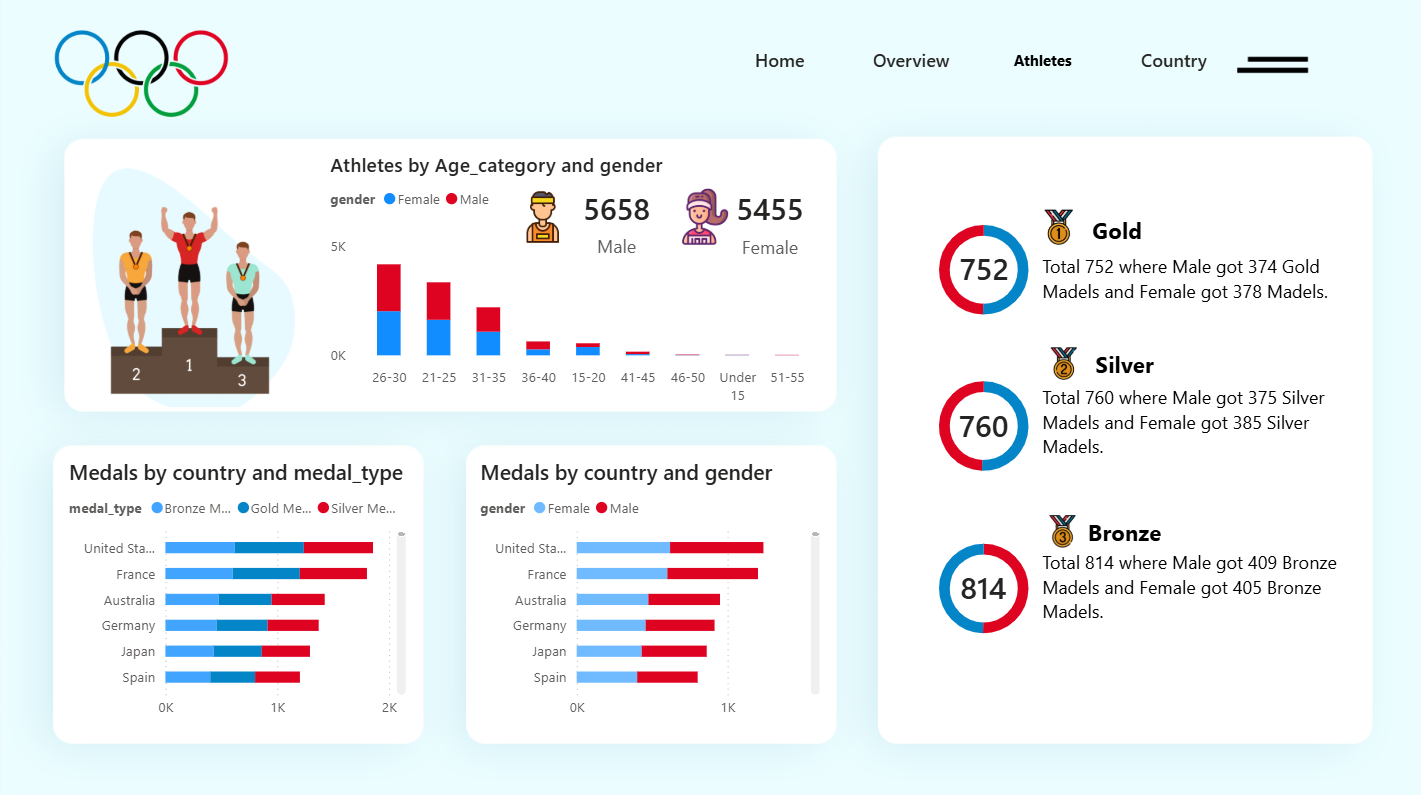 Home Overview Athletes Country
Athletes by Age_category and gender
gender Female Male
5658
Male
5455
Female
5K
0K
26-30 21-25 31-35 36-40 15-20 41-45 46-50 Under 15 51-55
2
1
3
Medals by country and medal_type
medal_type Bronze M... Gold Me... Silver Me...
United Sta...
France
Australia
Germany
Japan
Spain
0K 1K 2K
Medals by country and gender
gender Female Male
United Sta...
France
Australia
Germany
Japan
Spain
0K 1K
752
1
Gold
Total 752 where Male got 374 Gold
Madels and Female got 378 Madels.
760
2
Silver
Total 760 where Male got 375 Silver
Madels and Female got 385 Silver
Madels.
814
3
Bronze
Total 814 where Male got 409 Bronze
Madels and Female got 405 Bronze
Madels.